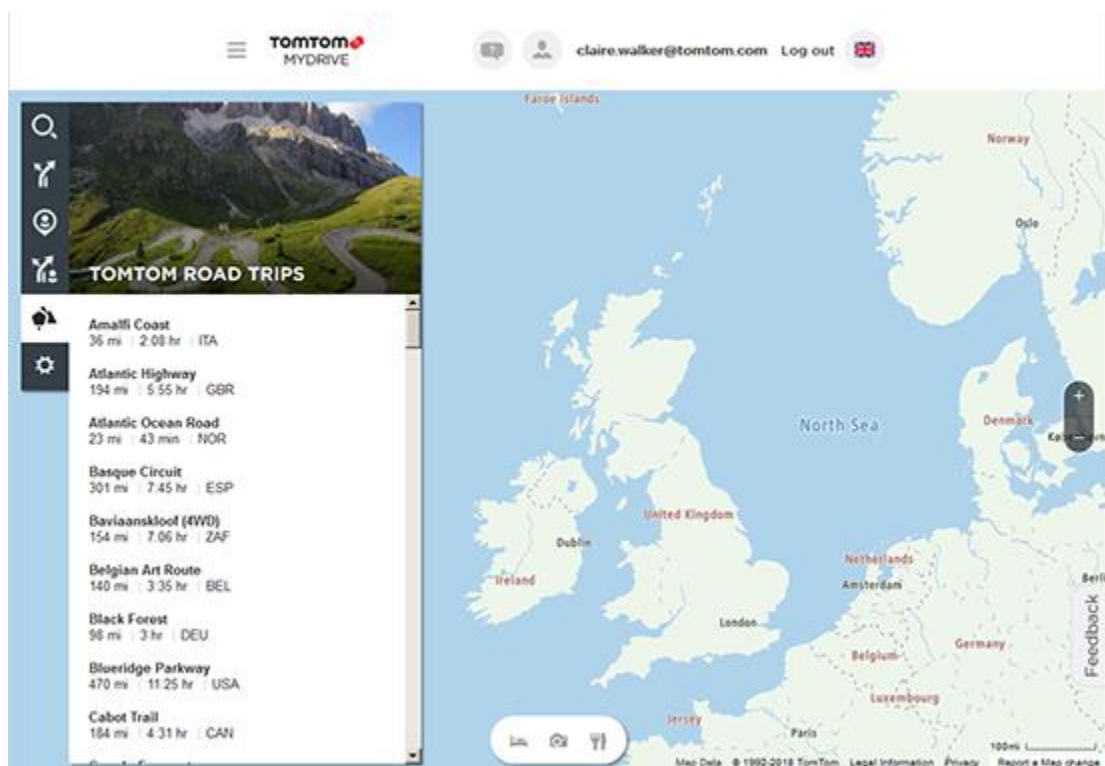 TOMTOM
MYDRIVE
claire.walker@tomtom.com Log out
TOMTOM ROAD TRIPS
Amalfi Coast
36 mi | 2:08 hr | ITA
Atlantic Highway
194 mi | 5:55 hr | GBR
Atlantic Ocean Road
23 mi | 43 min | NOR
Basque Circuit
301 mi | 7:45 hr | ESP
Baviaanskloof (4WD)
154 mi | 7:06 hr | ZAF
Belgian Art Route
140 mi | 3:35 hr | BEL
Black Forest
98 mi | 3 hr | DEU
Blueridge Parkway
470 mi | 11:25 hr | USA
Cabot Trail
184 mi | 4:31 hr | CAN
Faroe Islands
Norway
Oslo
North Sea
Denmark
United Kingdom
Dublin
Ireland
Netherlands
Amsterdam
London
Belgium
Germany
Luxembourg
Jersey
Paris
Feedback
100mi
Map Data © 1992-2018 TomTom Legal Information Privacy Report a Map change